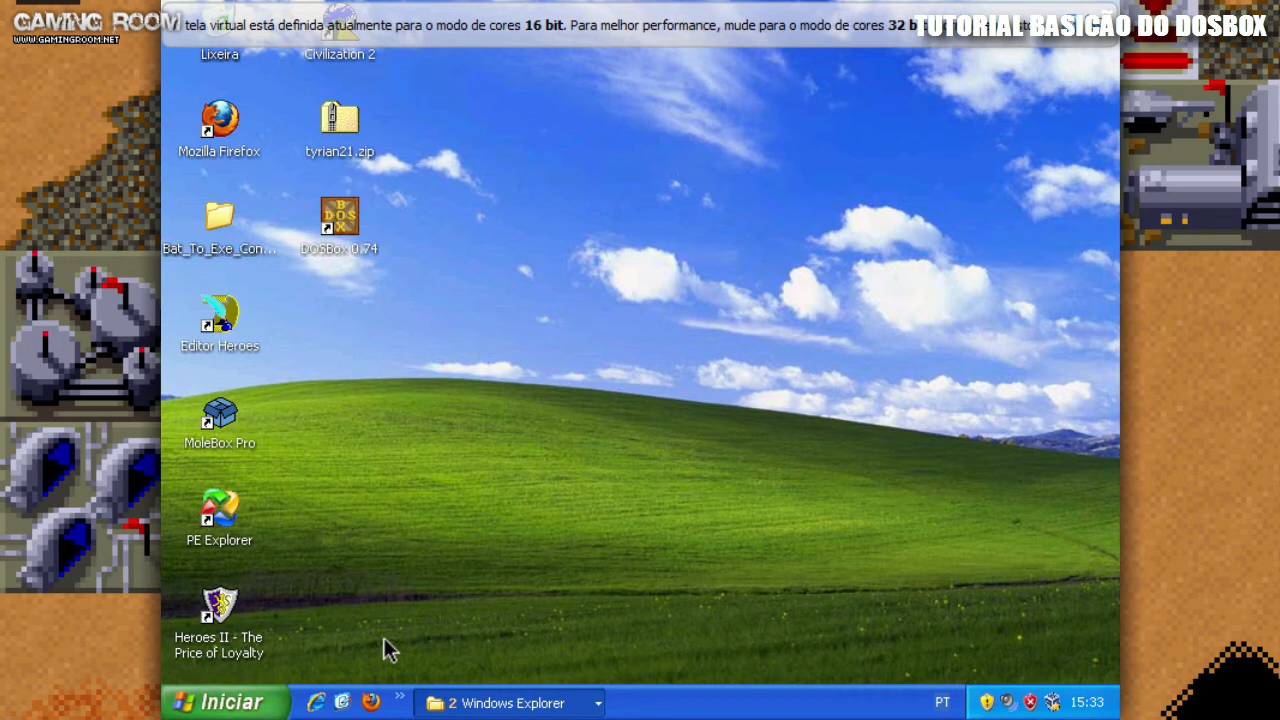 GAMING ROOM
WWW.GAMINGROOM.NET
tela virtual está definida atualmente para o modo de cores 16 bit. Para melhor performance, mude para o modo de cores 32 b
TUTORIAL BASICÃO DO DOSBOX
Lixeira
Civilization 2
Mozilla Firefox
tyrian21.zip
Bat_To_Exe_Con...
BOX
DOS
DOSBox 0.74
Editor Heroes
MoleBox Pro
PE Explorer
Heroes II - The
Price of Loyalty
Iniciar
»
2 Windows Explorer
PT
15:33